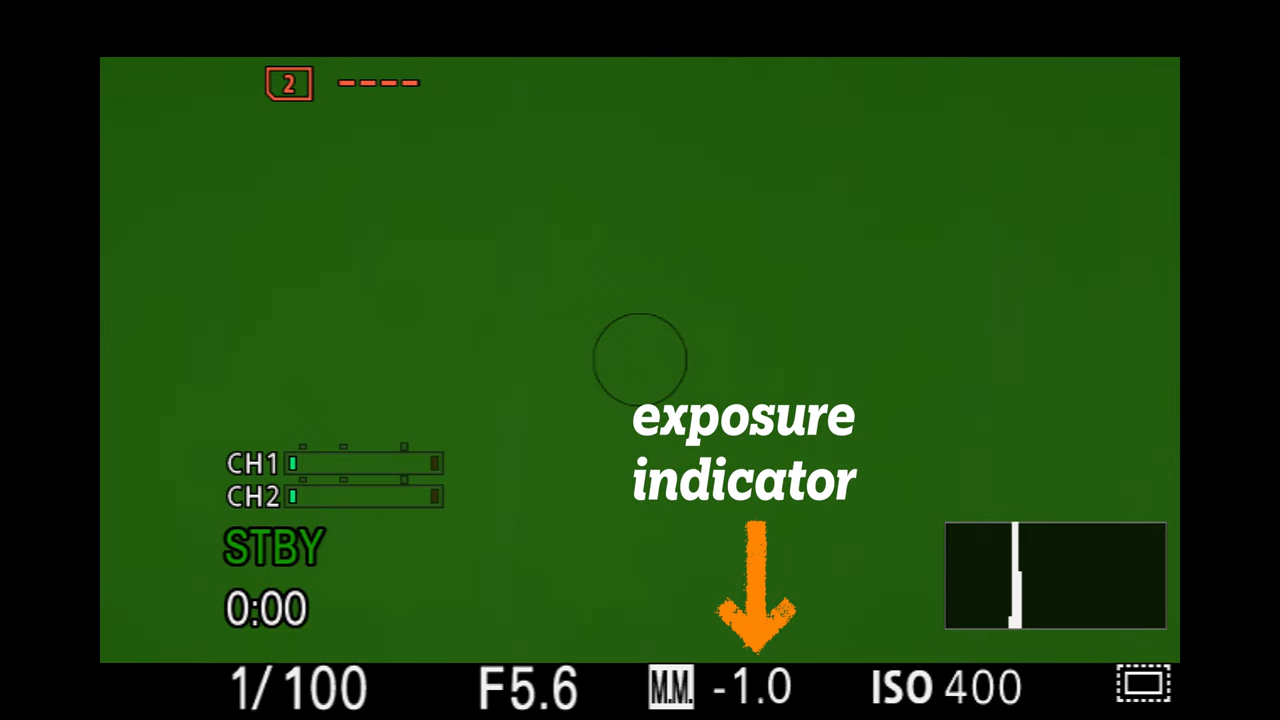 2 ----
exposure
indicator
CH1
CH2
STBY
0:00
1/100 F5.6 M.M. -1.0 ISO 400